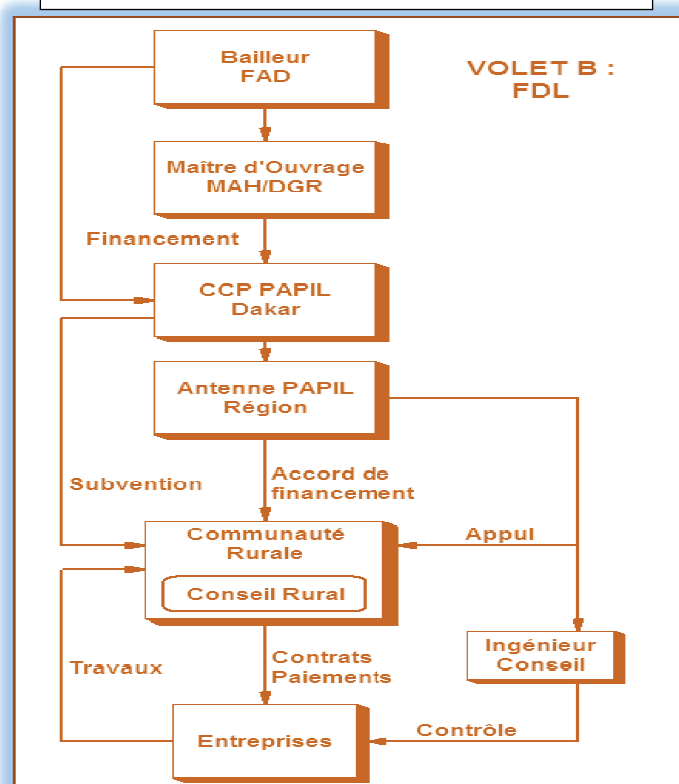 Bailleur
FAD
VOLET B :
FDL
Maître d'Ouvrage
MAH/DGR
Financement
CCP PAPIL
Dakar
Antenne PAPIL
Région
Subvention
Accord de
financement
Communauté
Rurale
Appul
Conseil Rural
Ingénieur
Conseil
Travaux
Contrats
Paiements
Contrôle
Entreprises